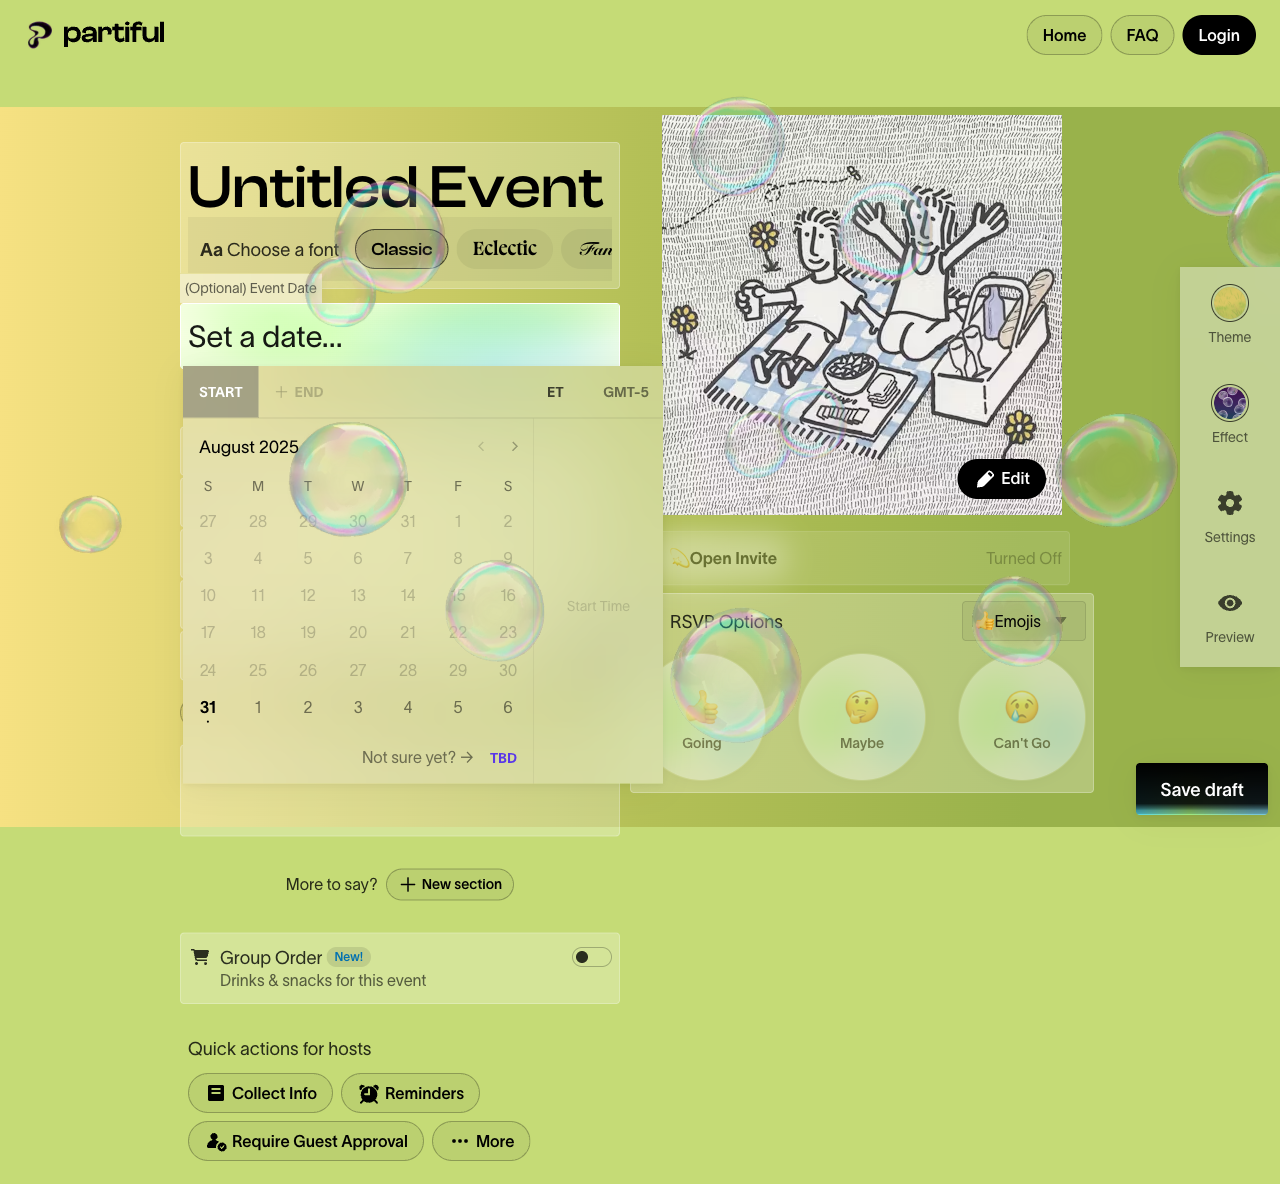 partiful
Home
FAQ
Login
Untitled Event
Aa Choose a font
Classic
Eclectic
(Optional) Event Date
Set a date...
START
END
ET
GMT-5
August 2025
S M T W T F S
27 28 29 30 31 1 2
3 4 5 6 7 8 9
10 11 12 13 14 15 16
17 18 19 20 21 22 23
24 25 26 27 28 29 30
31 1 2 3 4 5 6
Start Time
Not sure yet?
TBD
Edit
Open Invite
Turned Off
RSVP Options
Emojis
Going
Maybe
Can't Go
Theme
Effect
Settings
Preview
Save draft
More to say?
New section
Group Order New!
Drinks & snacks for this event
Quick actions for hosts
Collect Info
Reminders
Require Guest Approval
More